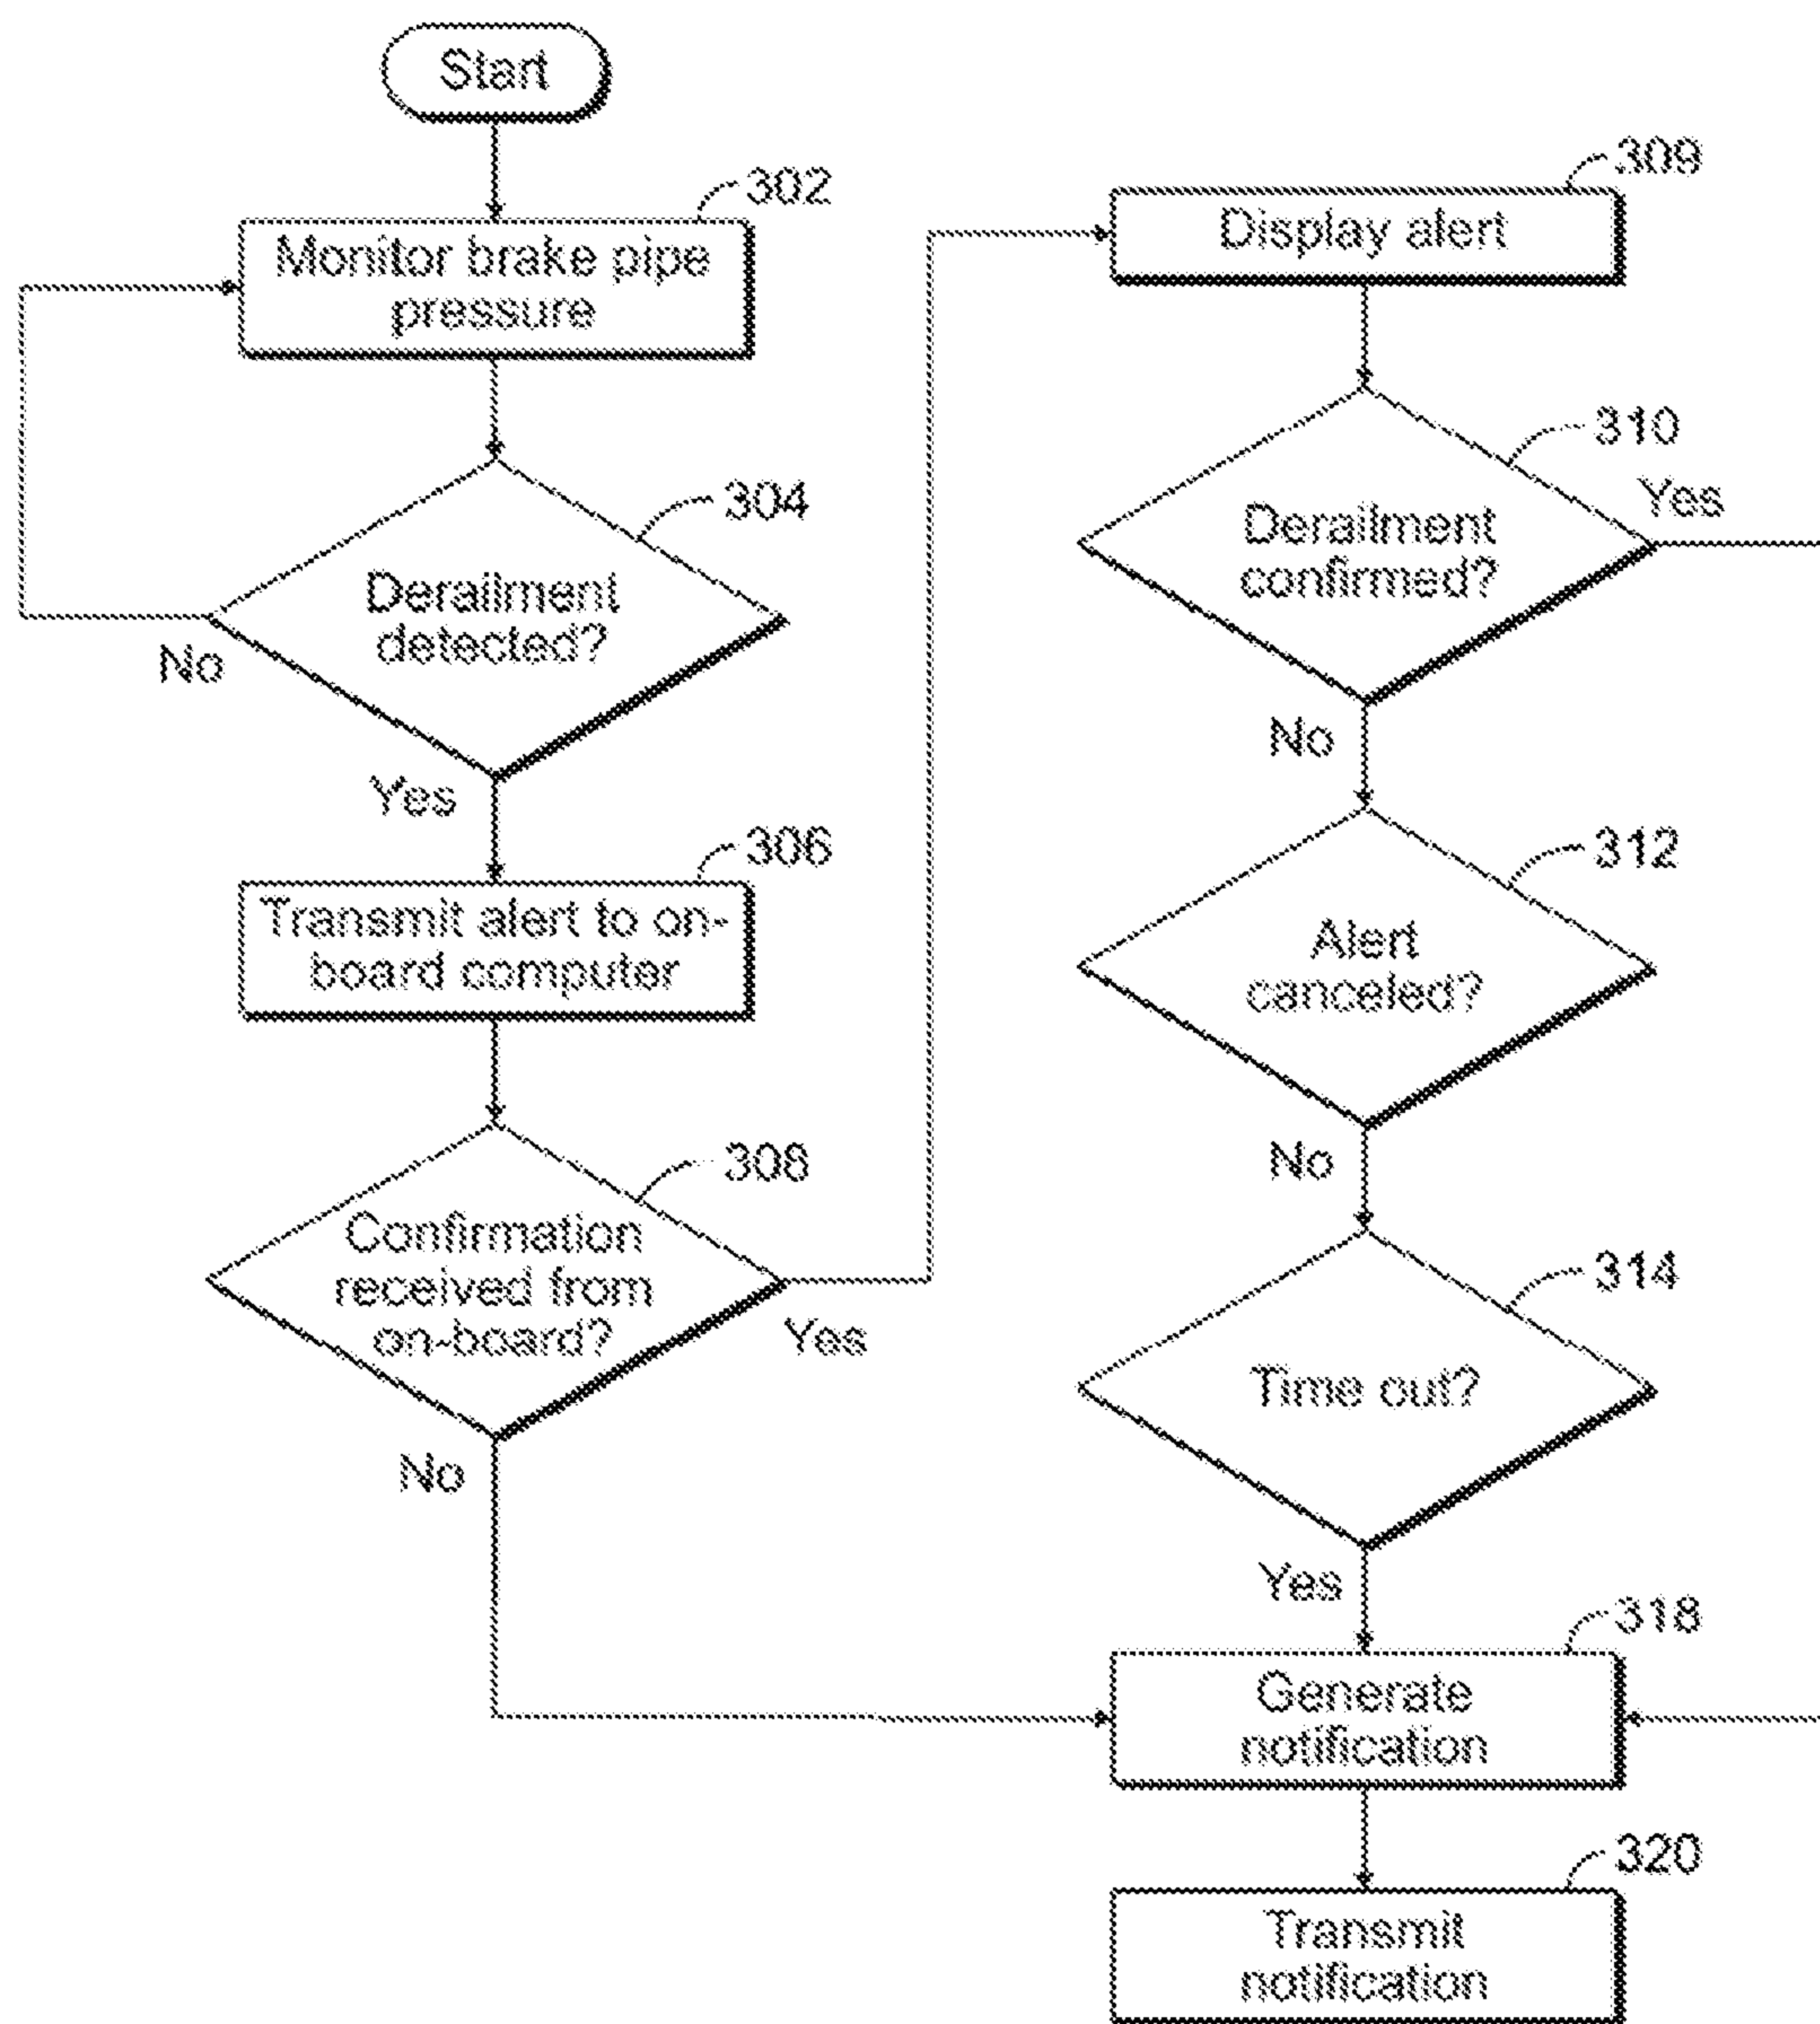 Start
302
Monitor brake pipe
pressure
304
Derailment
detected?
No
Yes
306
Transmit alert to on-
board computer
308
Confirmation
received from
on-board?
Yes
No
309
Display alert
310
Yes
Derailment
confirmed?
No
312
Alert
canceled?
No
314
Time out?
Yes
318
Generate
notification
320
Transmit
notification